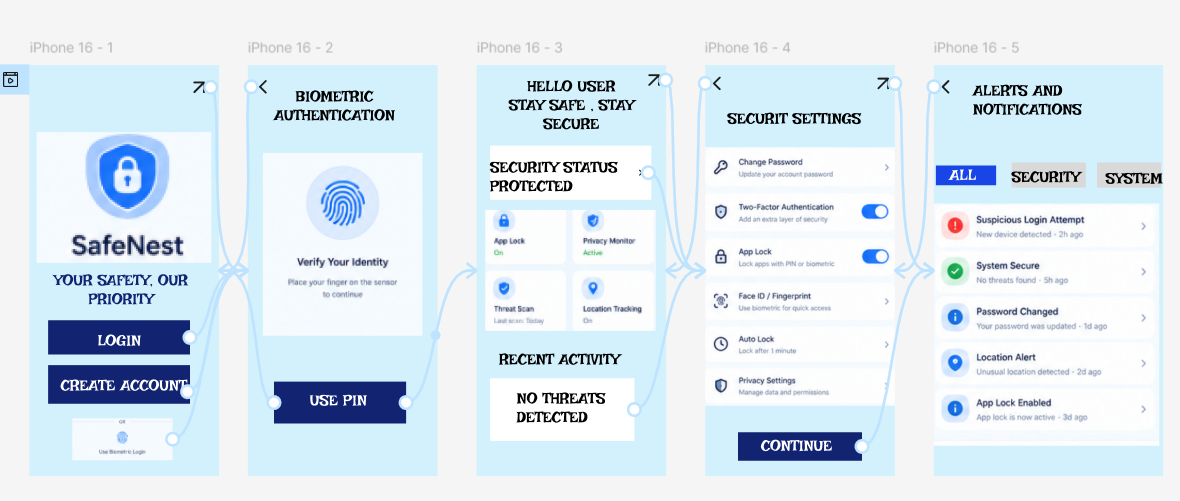 iPhone 16 - 1
SafeNest
YOUR SAFETY, OUR
PRIORITY
LOGIN
CREATE ACCOUNT
OR
Use Biometric Login
iPhone 16 - 2
BIOMETRIC
AUTHENTICATION
Verify Your Identity
Place your finger on the sensor
to continue
USE PIN
iPhone 16 - 3
HELLO USER
STAY SAFE , STAY
SECURE
SECURITY STATUS
PROTECTED
App Lock
On
Privacy Monitor
Active
Threat Scan
Last scan: Today
Location Tracking
On
RECENT ACTIVITY
NO THREATS
DETECTED
iPhone 16 - 4
SECURIT SETTINGS
Change Password
Update your account password
Two-Factor Authentication
Add an extra layer of security
App Lock
Lock apps with PIN or biometric
Face ID / Fingerprint
Use biometric for quick access
Auto Lock
Lock after 1 minute
Privacy Settings
Manage data and permissions
CONTINUE
iPhone 16 - 5
ALERTS AND
NOTIFICATIONS
ALL SECURITY SYSTEM
Suspicious Login Attempt
New device detected · 2h ago
System Secure
No threats found · 5h ago
Password Changed
Your password was updated · 1d ago
Location Alert
Unusual location detected · 2d ago
App Lock Enabled
App lock is now active · 3d ago